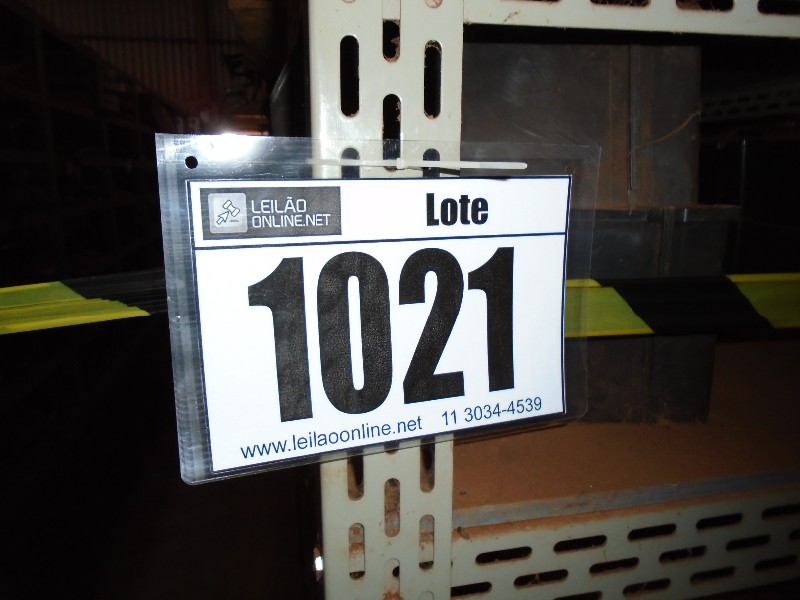 LEILÃO
ONLINE.NET
Lote
1021
www.leilaoonline.net 11 3034-4539